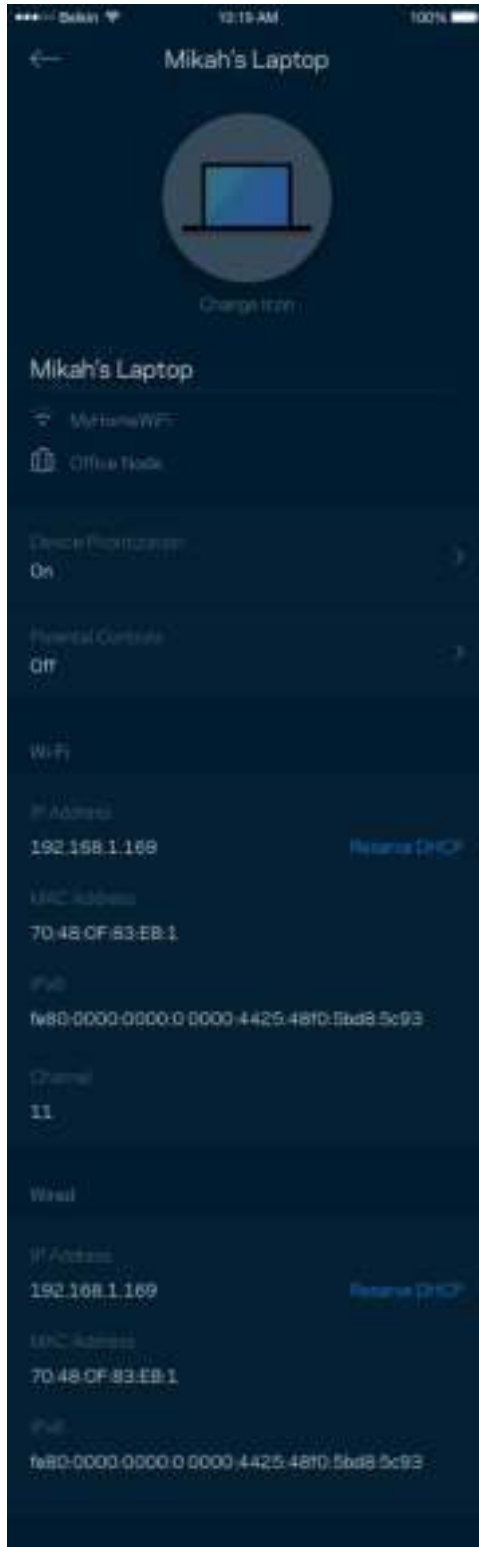 Belkin 10:19 AM 100%
Mikah's Laptop
Change Icon
Mikah's Laptop
MyHomeWiFi
Office Node
Device Prioritization
On
Parental Controls
Off
Wi-Fi
IP Address
192.168.1.169 Reserve DHCP
MAC Address
70:48:0F:83:EB:1
IPv6
fe80:0000:0000:0:0000:4425:48f0:5bd8:5c93
Channel
11
Wired
IP Address
192.168.1.169 Reserve DHCP
MAC Address
70:48:0F:83:EB:1
IPv6
fe80:0000:0000:0:0000:4425:48f0:5bd8:5c93